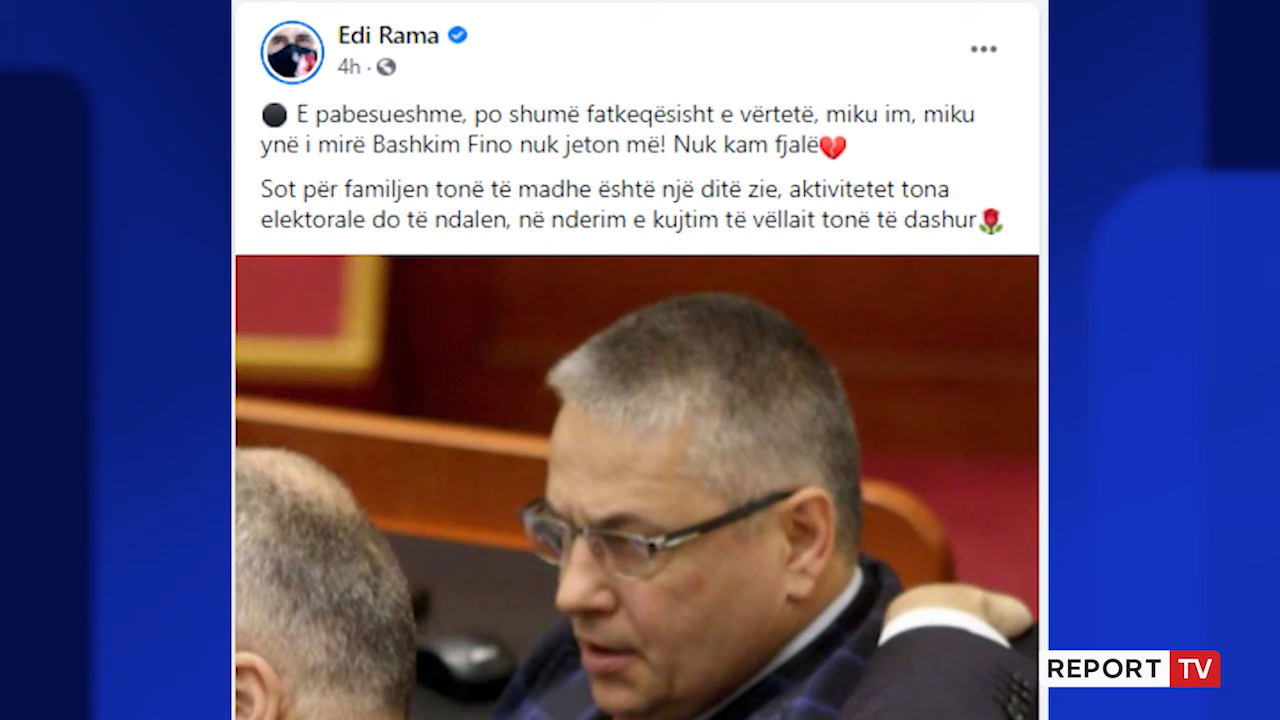 Edi Rama
4h ·
E pabesueshme, po shumë fatkeqësisht e vërtetë, miku im, miku
ynë i mirë Bashkim Fino nuk jeton më! Nuk kam fjalë💔
Sot për familjen tonë të madhe është një ditë zie, aktivitetet tona
elektorale do të ndalen, në nderim e kujtim të vëllait tonë të dashur🌹
REPORT TV